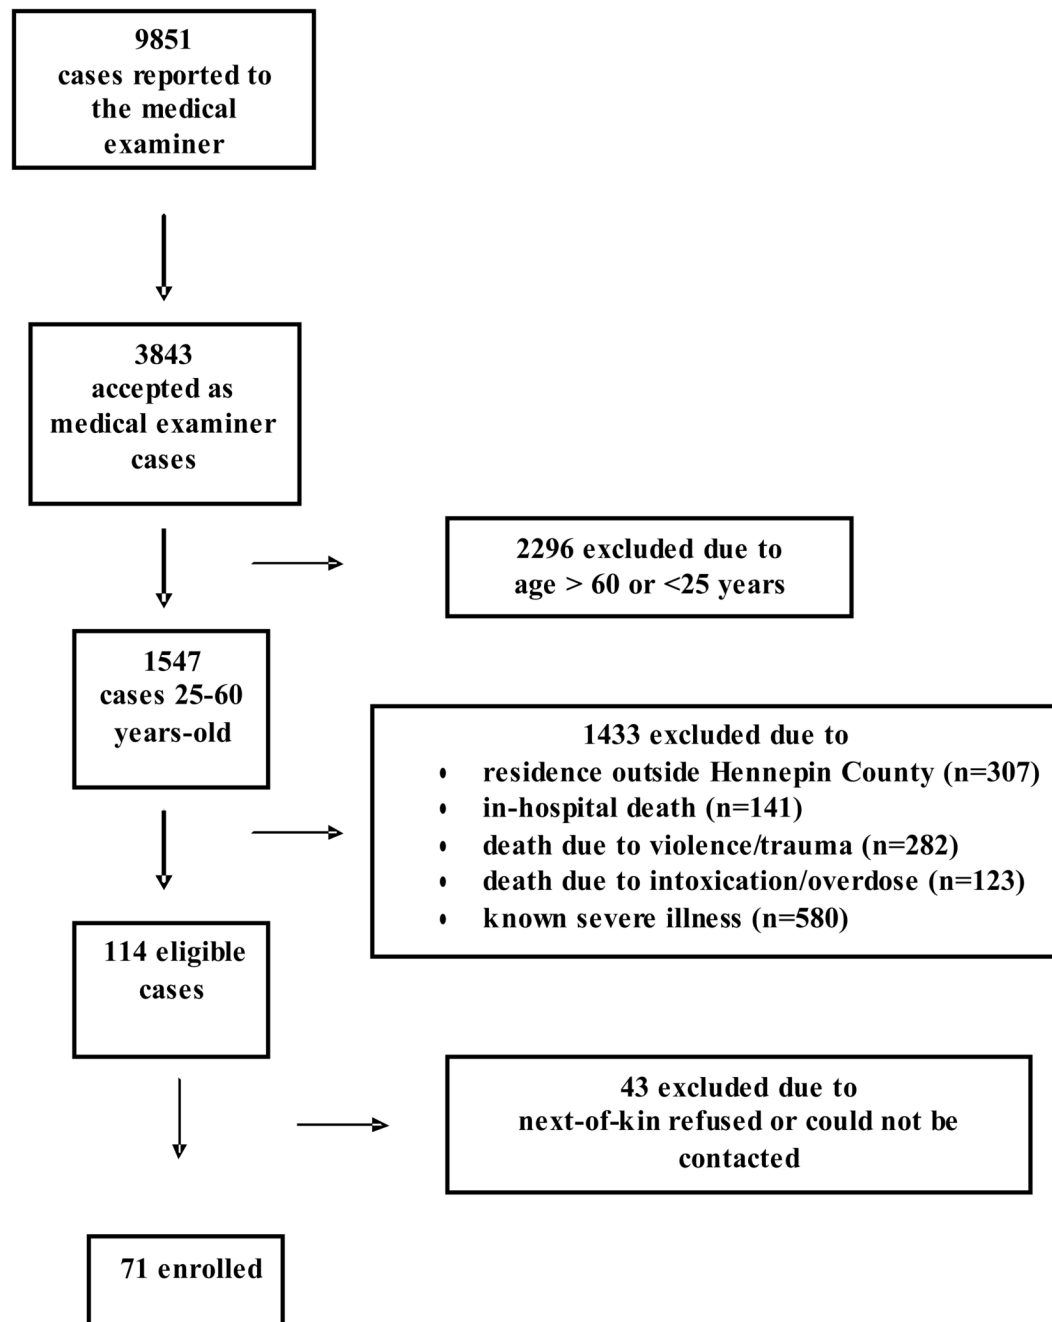 9851
cases reported to
the medical
examiner
3843
accepted as
medical examiner
cases
2296 excluded due to
age > 60 or <25 years
1547
cases 25-60
years-old
1433 excluded due to
• residence outside Hennepin County (n=307)
• in-hospital death (n=141)
• death due to violence/trauma (n=282)
• death due to intoxication/overdose (n=123)
• known severe illness (n=580)
114 eligible
cases
43 excluded due to
next-of-kin refused or could not be
contacted
71 enrolled